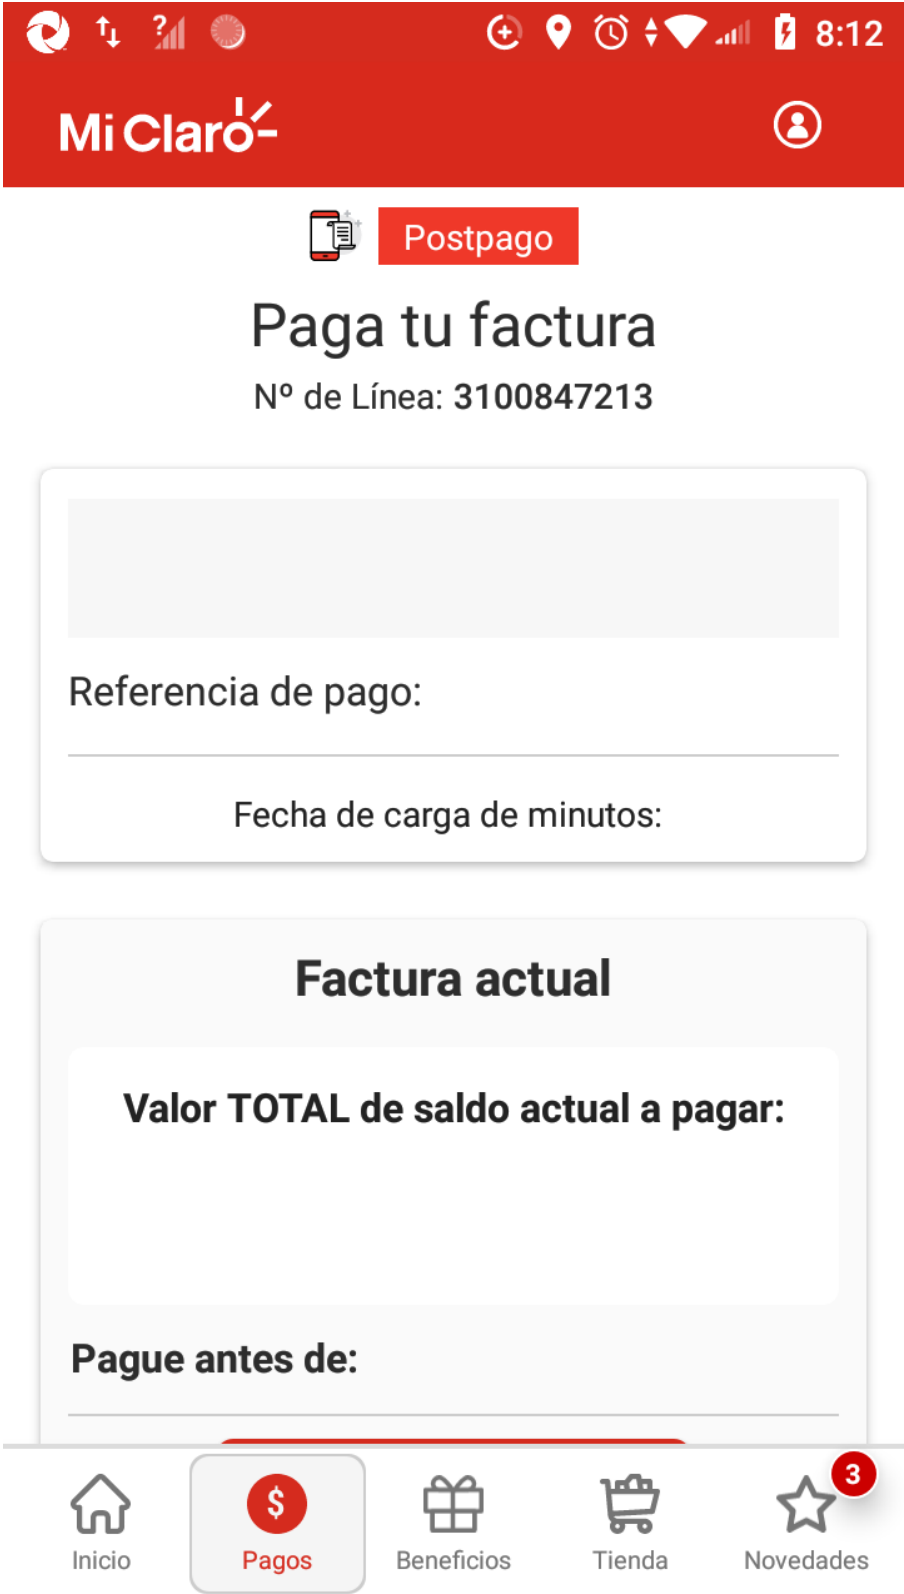 8:12
Mi Claro
Postpago
Paga tu factura
Nº de Línea: 3100847213
Referencia de pago:
Fecha de carga de minutos:
Factura actual
Valor TOTAL de saldo actual a pagar:
Pague antes de:
3
$
Inicio
Pagos
Beneficios
Tienda
Novedades